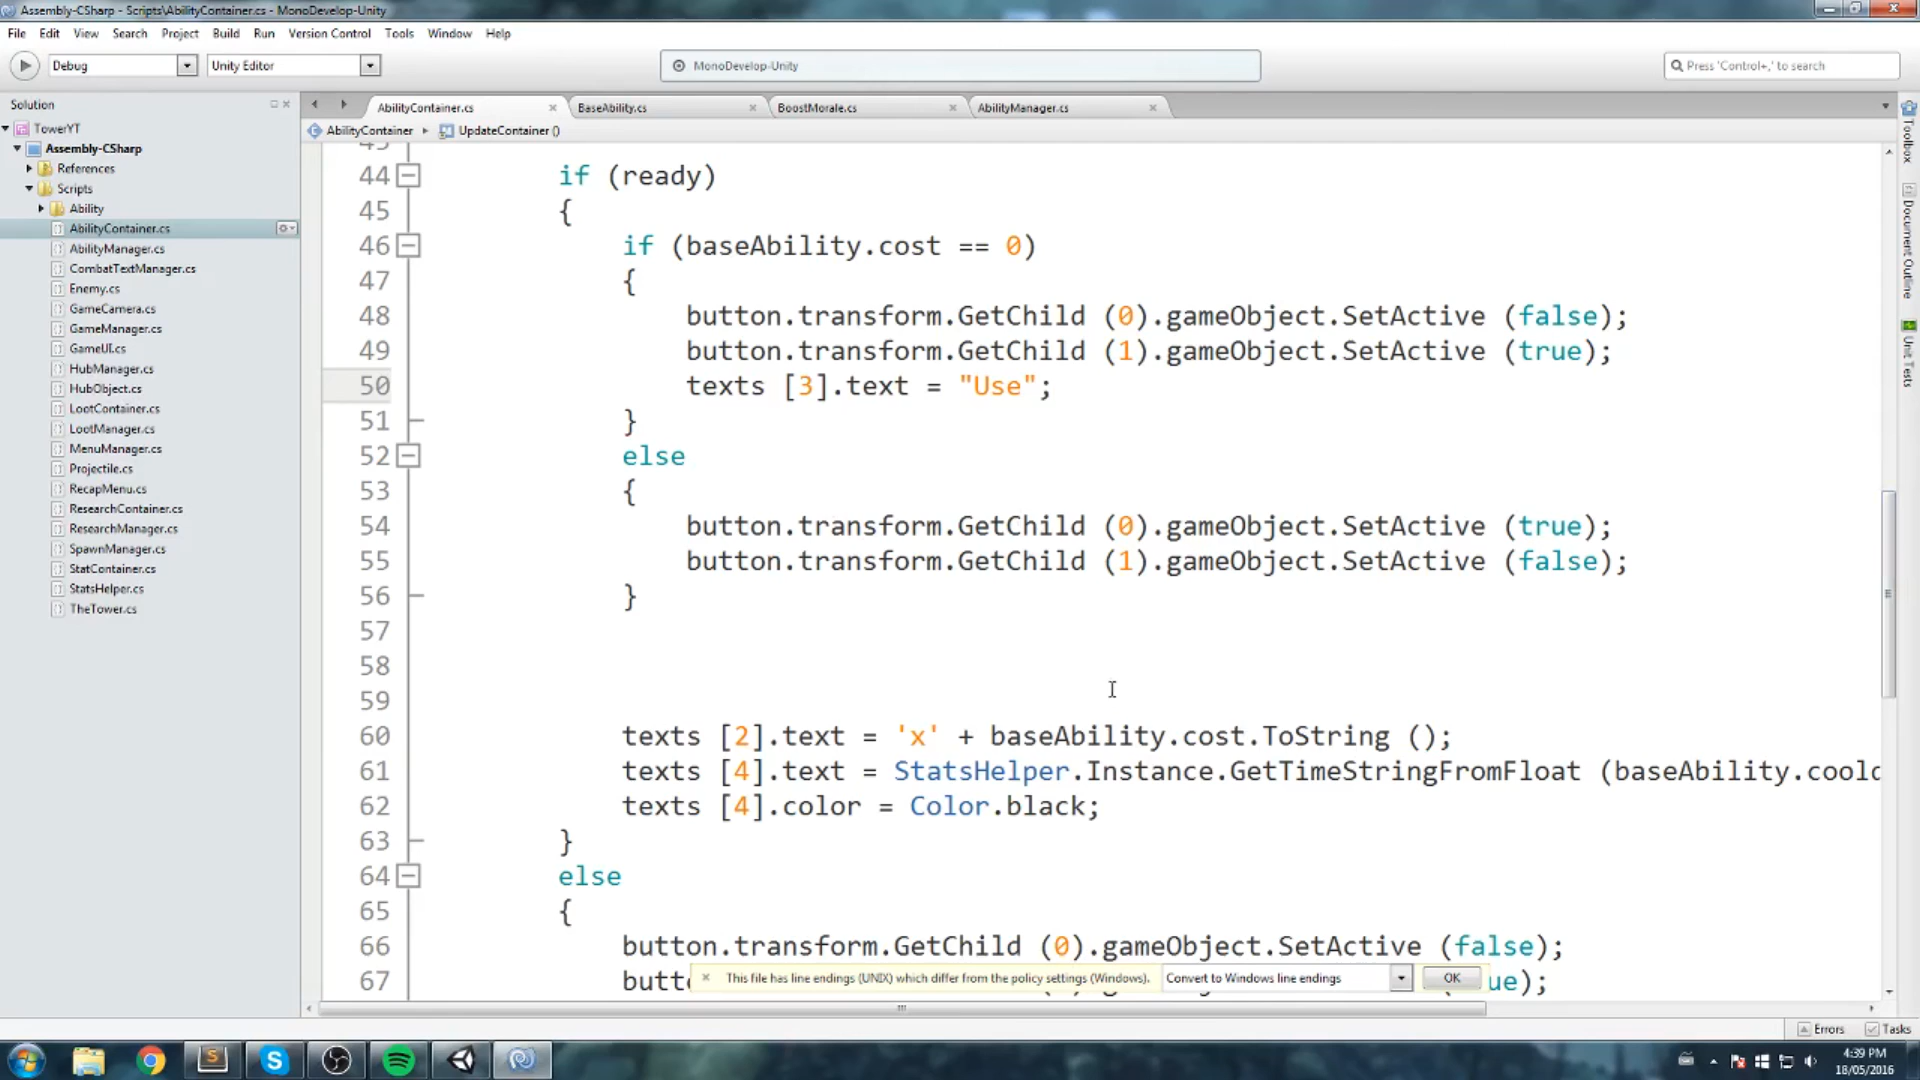 Assembly-CSharp - Scripts\AbilityContainer.cs - MonoDevelop-Unity
File Edit View Search Project Build Run Version Control Tools Window Help
Debug Unity Editor MonoDevelop-Unity Press 'Control+,' to search
Solution
TowerYT
Assembly-CSharp
References
Scripts
Ability
AbilityContainer.cs
AbilityManager.cs
CombatTextManager.cs
Enemy.cs
GameCamera.cs
GameManager.cs
GameUI.cs
HubManager.cs
HubObject.cs
LootContainer.cs
LootManager.cs
MenuManager.cs
Projectile.cs
RecapMenu.cs
ResearchContainer.cs
ResearchManager.cs
SpawnManager.cs
StatContainer.cs
StatsHelper.cs
TheTower.cs
AbilityContainer.cs BaseAbility.cs BoostMorale.cs AbilityManager.cs
AbilityContainer UpdateContainer ()
44 if (ready)
45 {
46 if (baseAbility.cost == 0)
47 {
48 button.transform.GetChild (0).gameObject.SetActive (false);
49 button.transform.GetChild (1).gameObject.SetActive (true);
50 texts [3].text = "Use";
51 }
52 else
53 {
54 button.transform.GetChild (0).gameObject.SetActive (true);
55 button.transform.GetChild (1).gameObject.SetActive (false);
56 }
57
58
59
60 texts [2].text = 'x' + baseAbility.cost.ToString ();
61 texts [4].text = StatsHelper.Instance.GetTimeStringFromFloat (baseAbility.coold
62 texts [4].color = Color.black;
63 }
64 else
65 {
66 button.transform.GetChild (0).gameObject.SetActive (false);
67 butt ue);
This file has line endings (UNIX) which differ from the policy settings (Windows). Convert to Windows line endings OK
Toolbox
Document Outline
Unit Tests
Errors Tasks
4:39 PM
18/05/2016